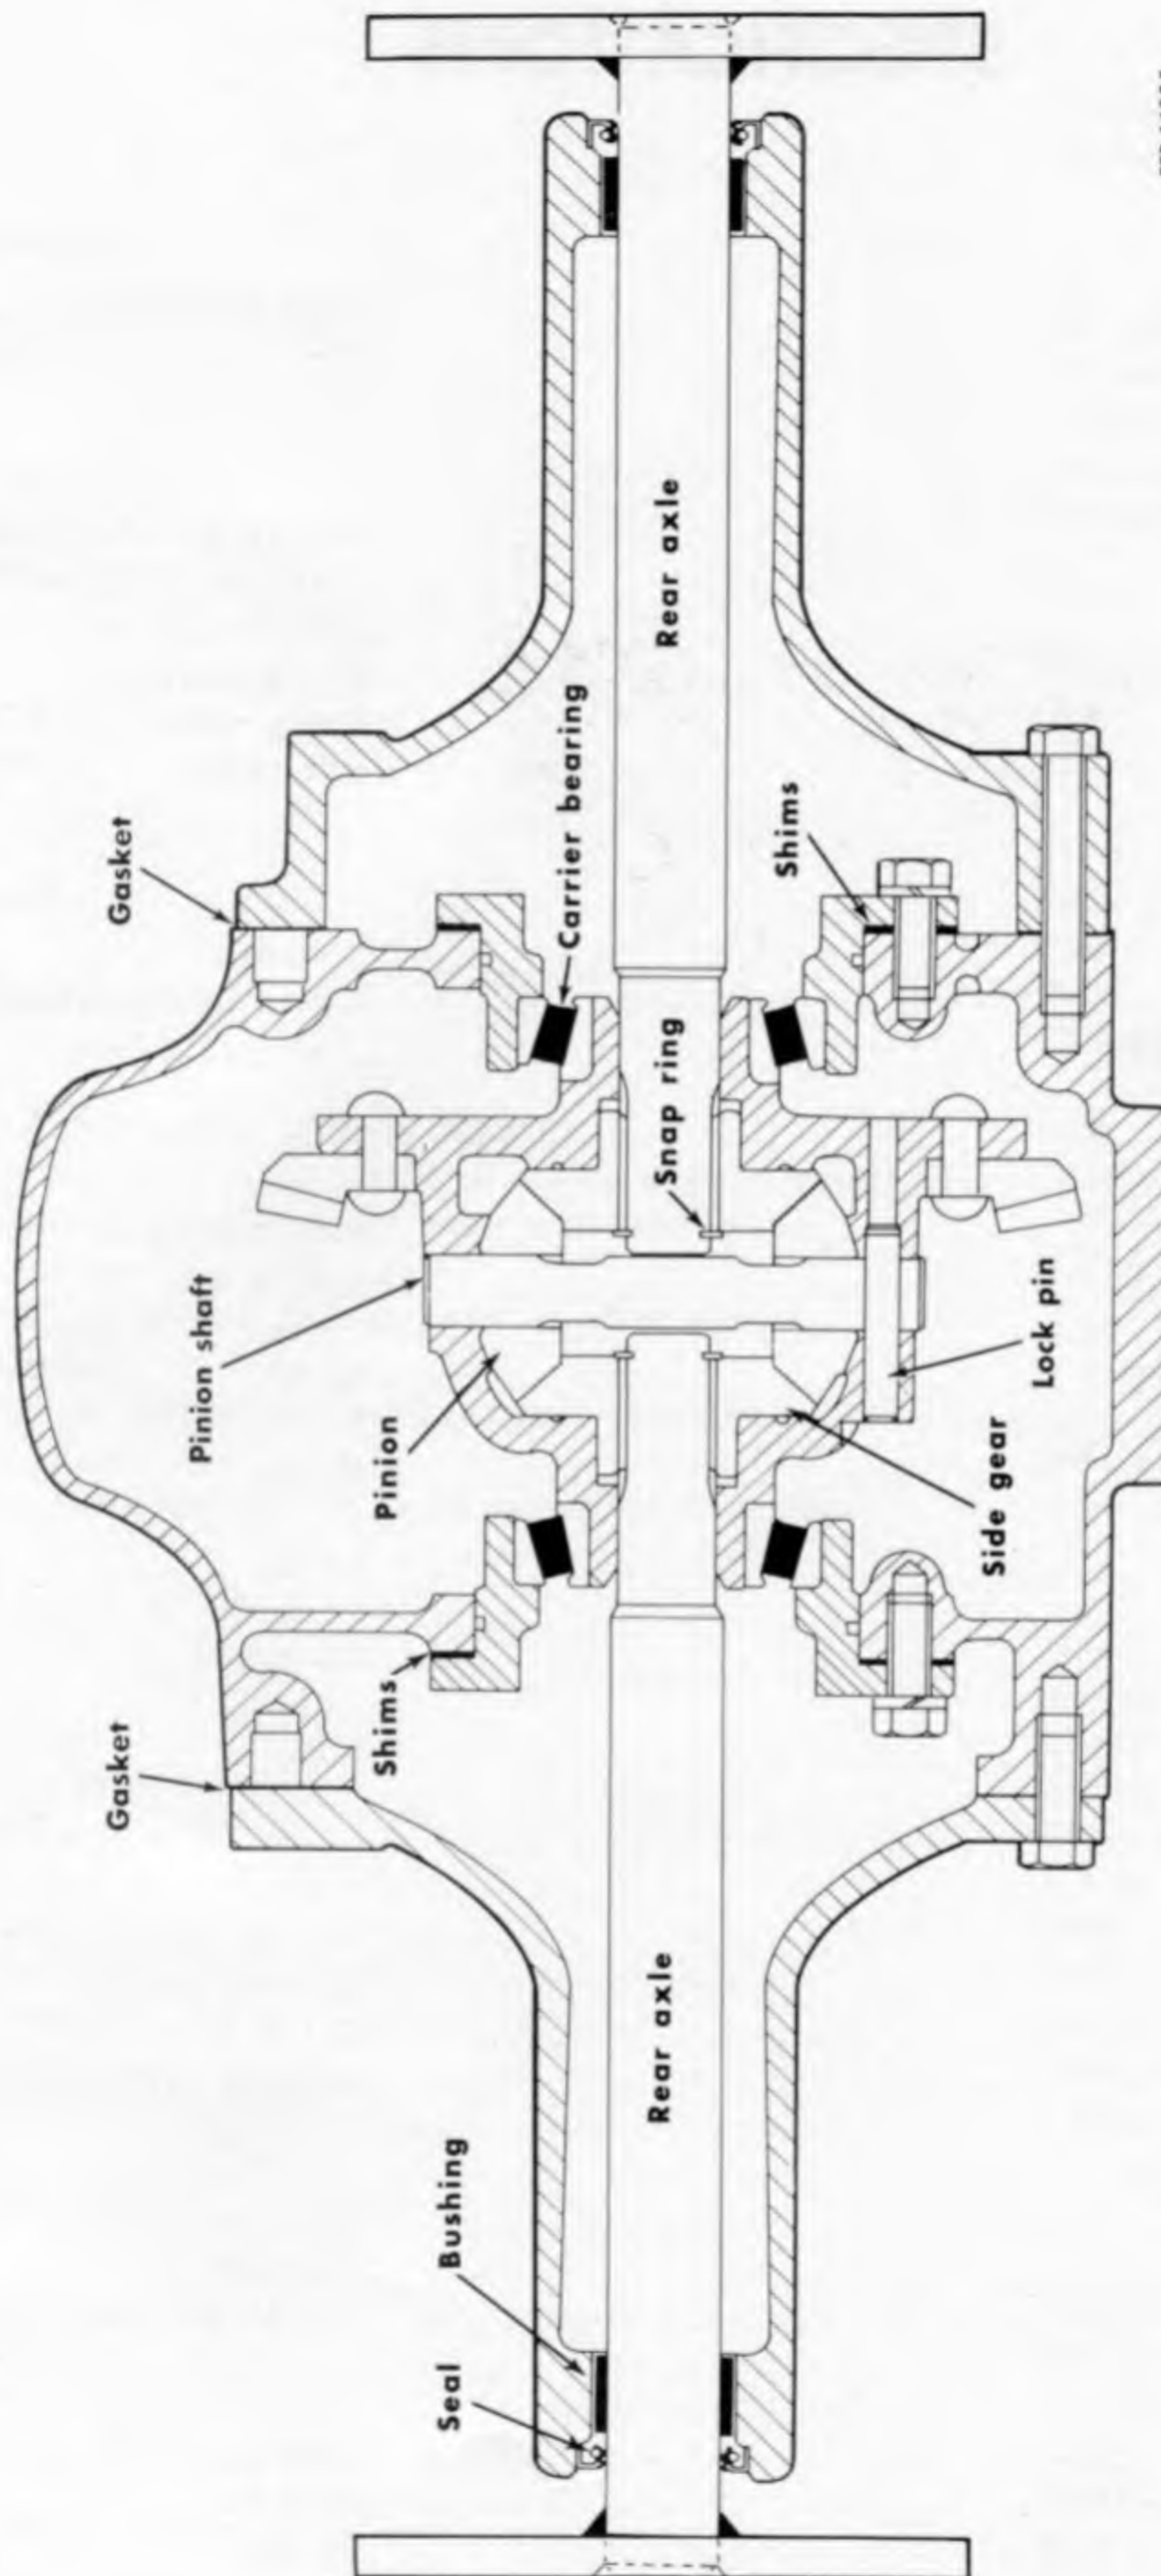 Gasket
Gasket
Pinion shaft
Pinion
Shims
Carrier bearing
Rear axle
Snap ring
Shims
Bushing
Seal
Rear axle
Lock pin
Side gear